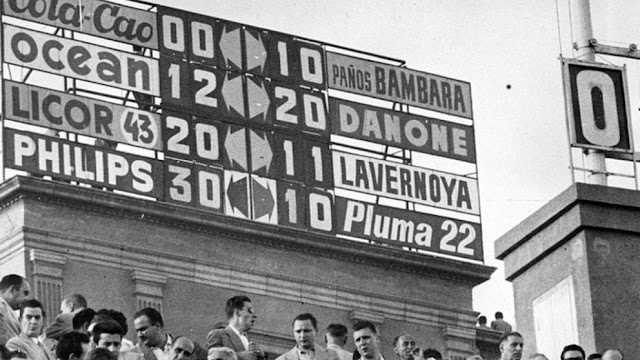 Cola-Cao 00 10 PAÑOS BAMBARA
ocean 12 20 DANONE
LICOR 43 20 11 LAVERNOYA
PHILIPS 30 10 Pluma 22
0